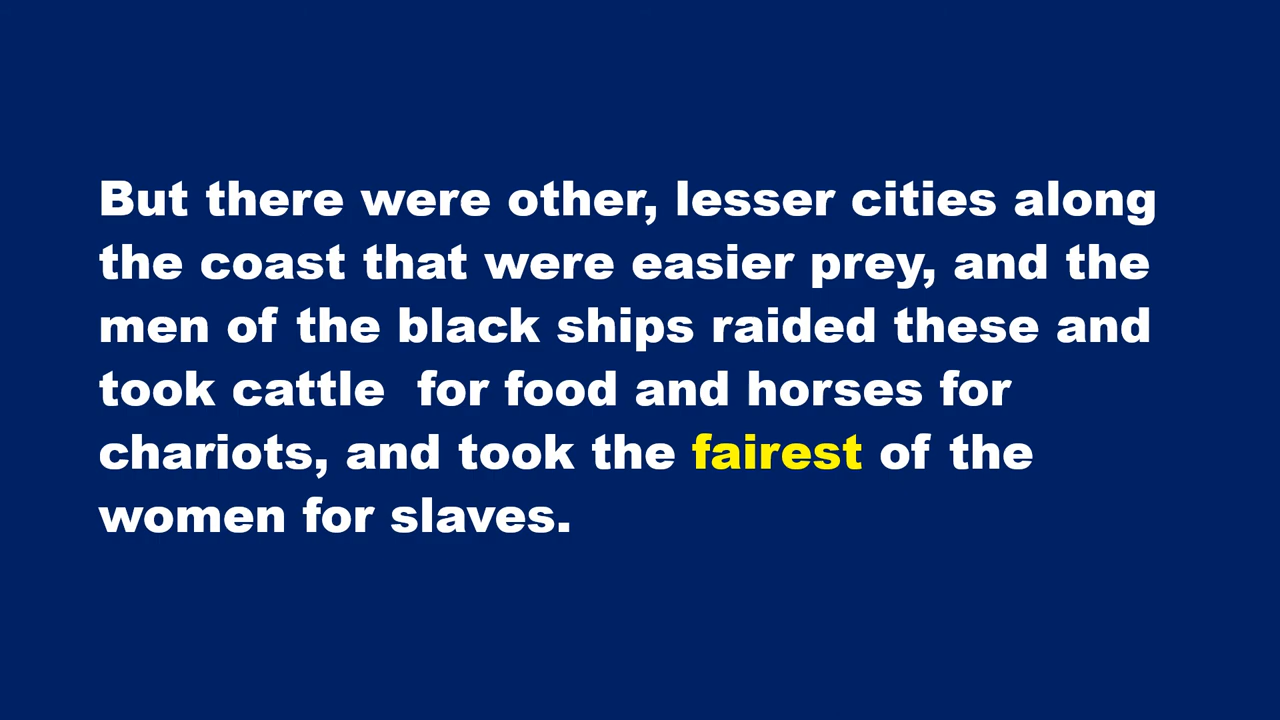 But there were other, lesser cities along
the coast that were easier prey, and the
men of the black ships raided these and
took cattle  for food and horses for
chariots, and took the fairest of the
women for slaves.